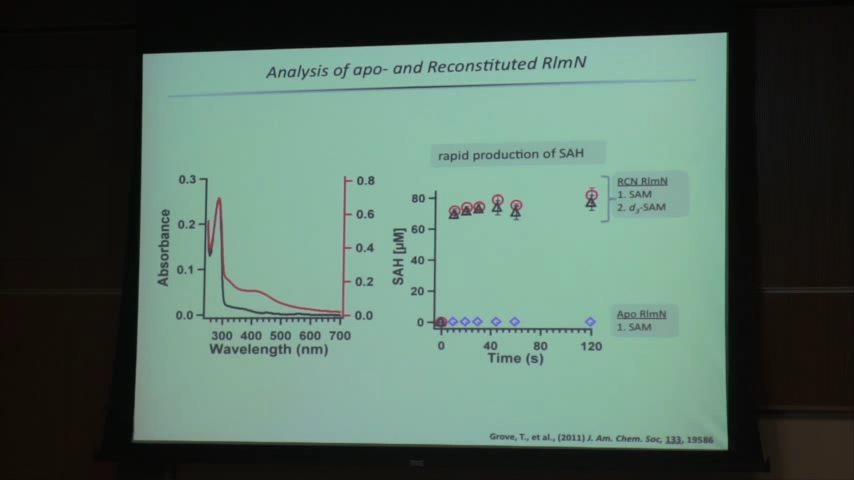 Analysis of apo- and Reconstituted RlmN
rapid production of SAH
RCN RlmN
1. SAM
2. d3-SAM
Apo RlmN
1. SAM
Absorbance
0.3
0.2
0.1
0.0
0.8
0.6
0.4
0.2
0.0
300 400 500 600 700
Wavelength (nm)
SAH [µM]
80
60
40
20
0
0 40 80 120
Time (s)
Grove, T., et al., (2011) J. Am. Chem. Soc, 133, 19586